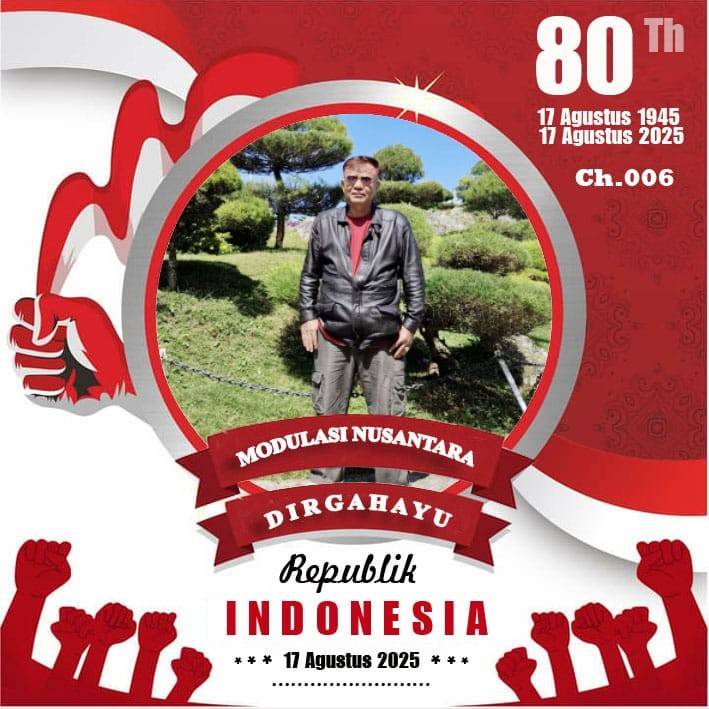 80 Th
17 Agustus 1945
17 Agustus 2025
Ch.006
MODULASI NUSANTARA
DIRGAHAYU
Republik
INDONESIA
*** 17 Agustus 2025 ***